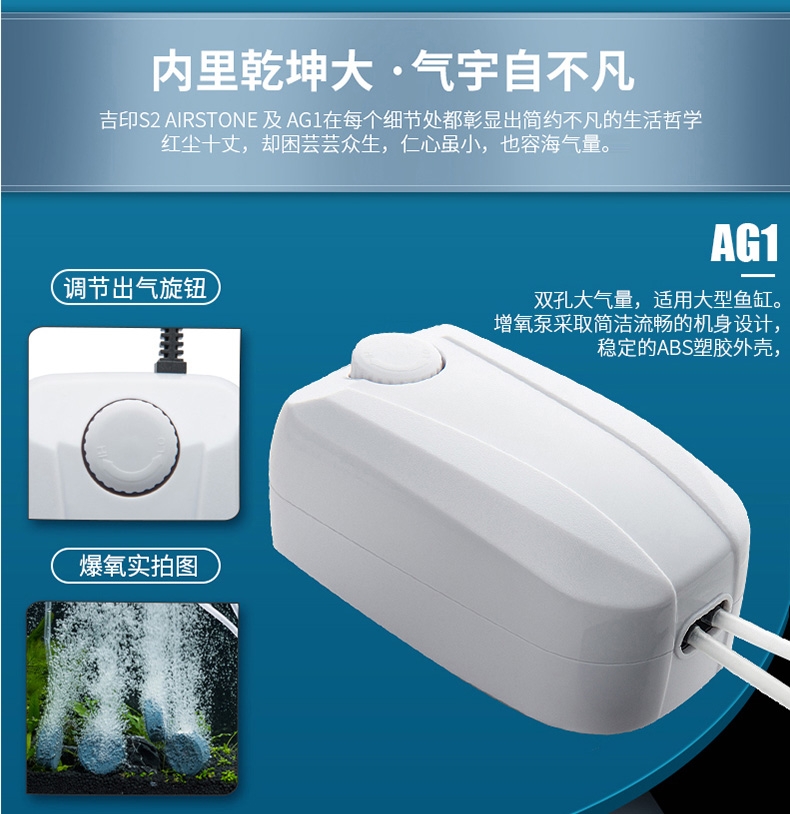 内里乾坤大·气宇自不凡
吉印S2 AIRSTONE 及 AG1在每个细节处都彰显出简约不凡的生活哲学
红尘十丈，却困芸芸众生，仁心虽小，也容海气量。
AG1
双孔大气量，适用大型鱼缸。
增氧泵采取简洁流畅的机身设计，
稳定的ABS塑胶外壳，
调节出气旋钮
爆氧实拍图